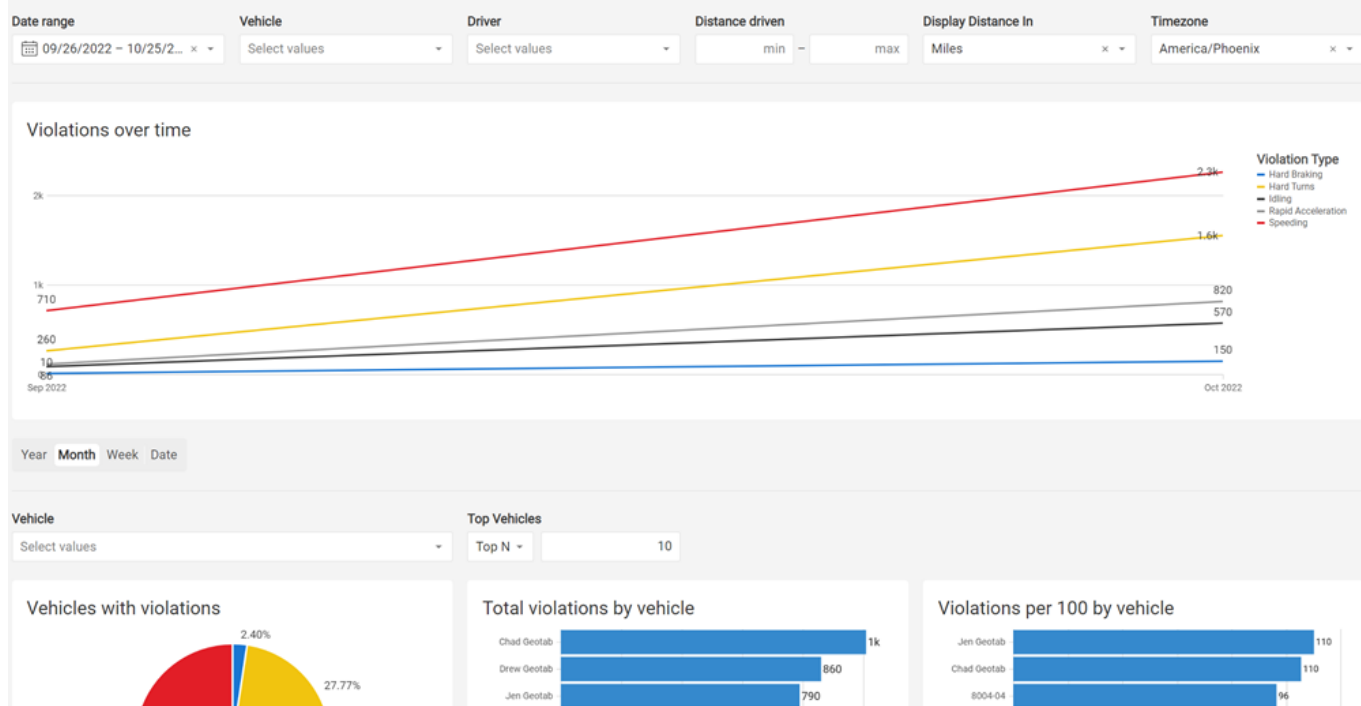 Date range Vehicle Driver Distance driven Display Distance In Timezone
09/26/2022 – 10/25/2... × Select values Select values min – max Miles × America/Phoenix ×
Violations over time
Violation Type
Hard Braking
Hard Turns
Idling
Rapid Acceleration
Speeding
2.3k
2k
1.6k
1k
710
820
570
260
150
10
Sep 2022 Oct 2022
Year Month Week Date
Vehicle Top Vehicles
Select values Top N 10
Vehicles with violations
2.40%
27.77%
Total violations by vehicle
Chad Geotab 1k
Drew Geotab 860
Jen Geotab 790
Violations per 100 by vehicle
Jen Geotab 110
Chad Geotab 110
8004-04 96